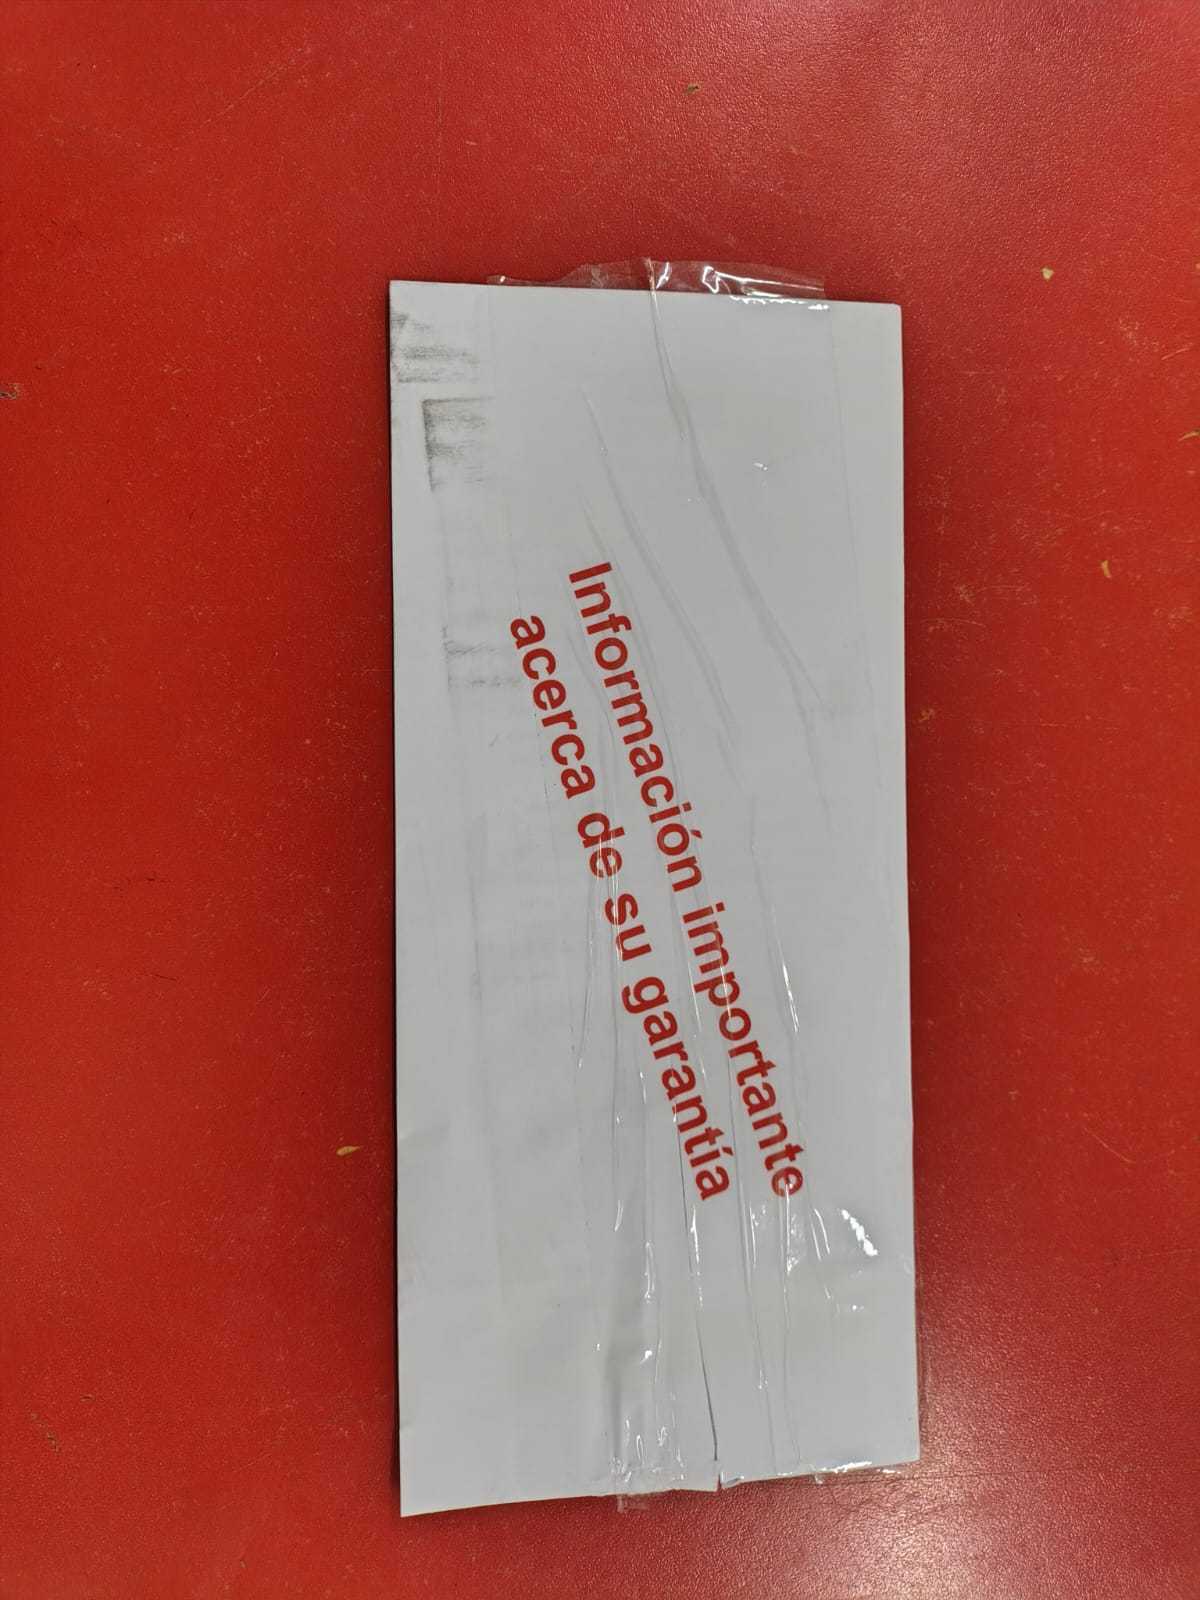 Información importante
acerca de su garantía